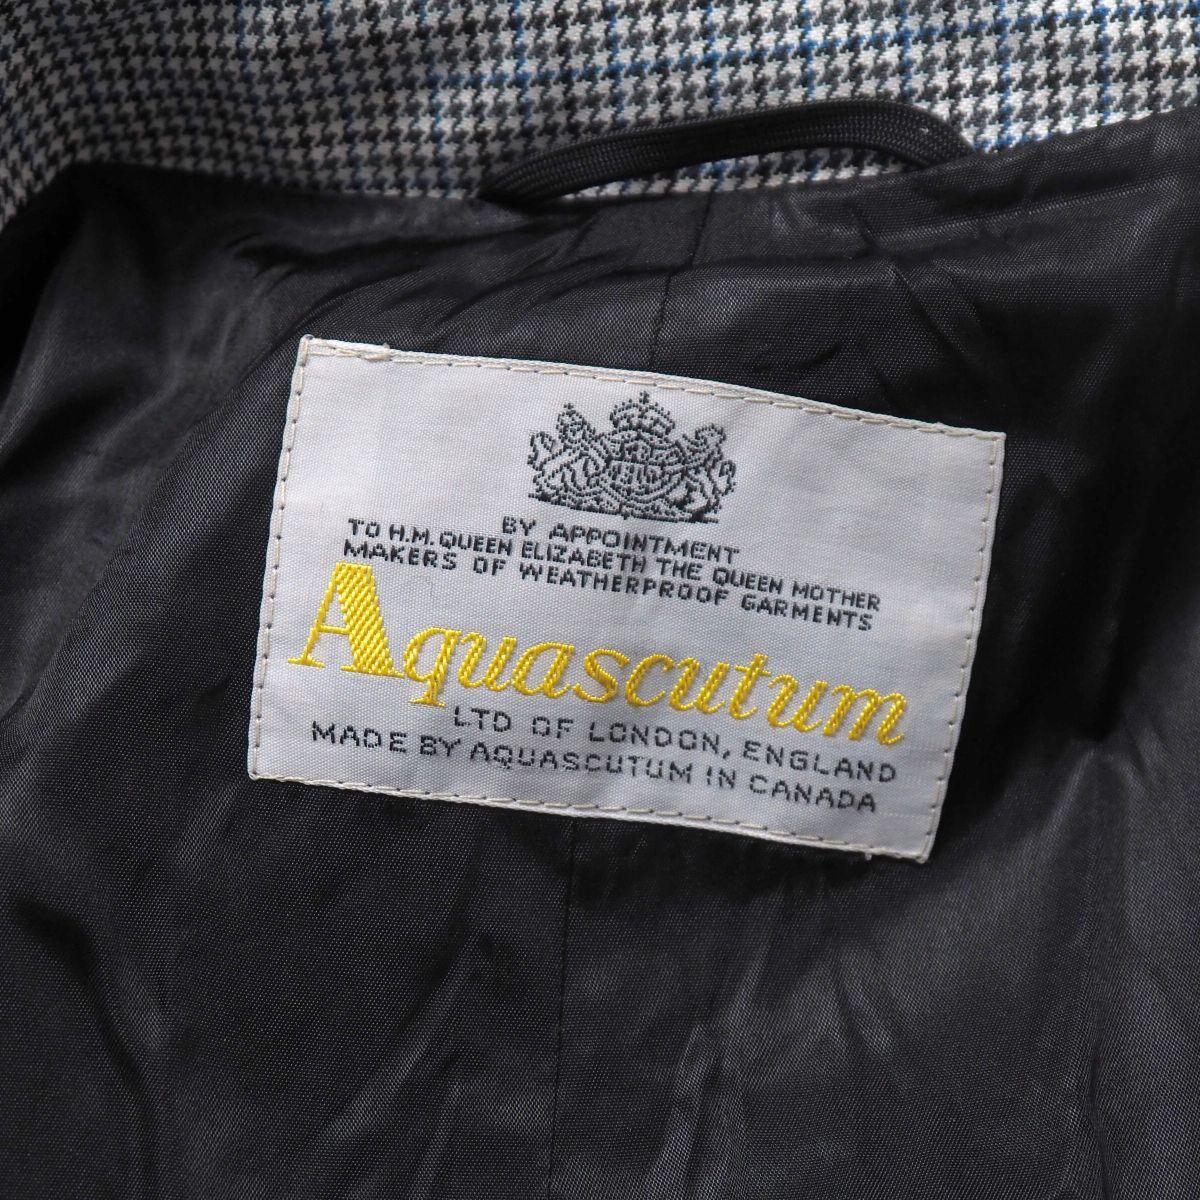 BY APPOINTMENT
TO H.M. QUEEN ELIZABETH THE QUEEN MOTHER
MAKERS OF WEATHERPROOF GARMENTS
Aquascutum
LTD OF LONDON, ENGLAND
MADE BY AQUASCUTUM IN CANADA